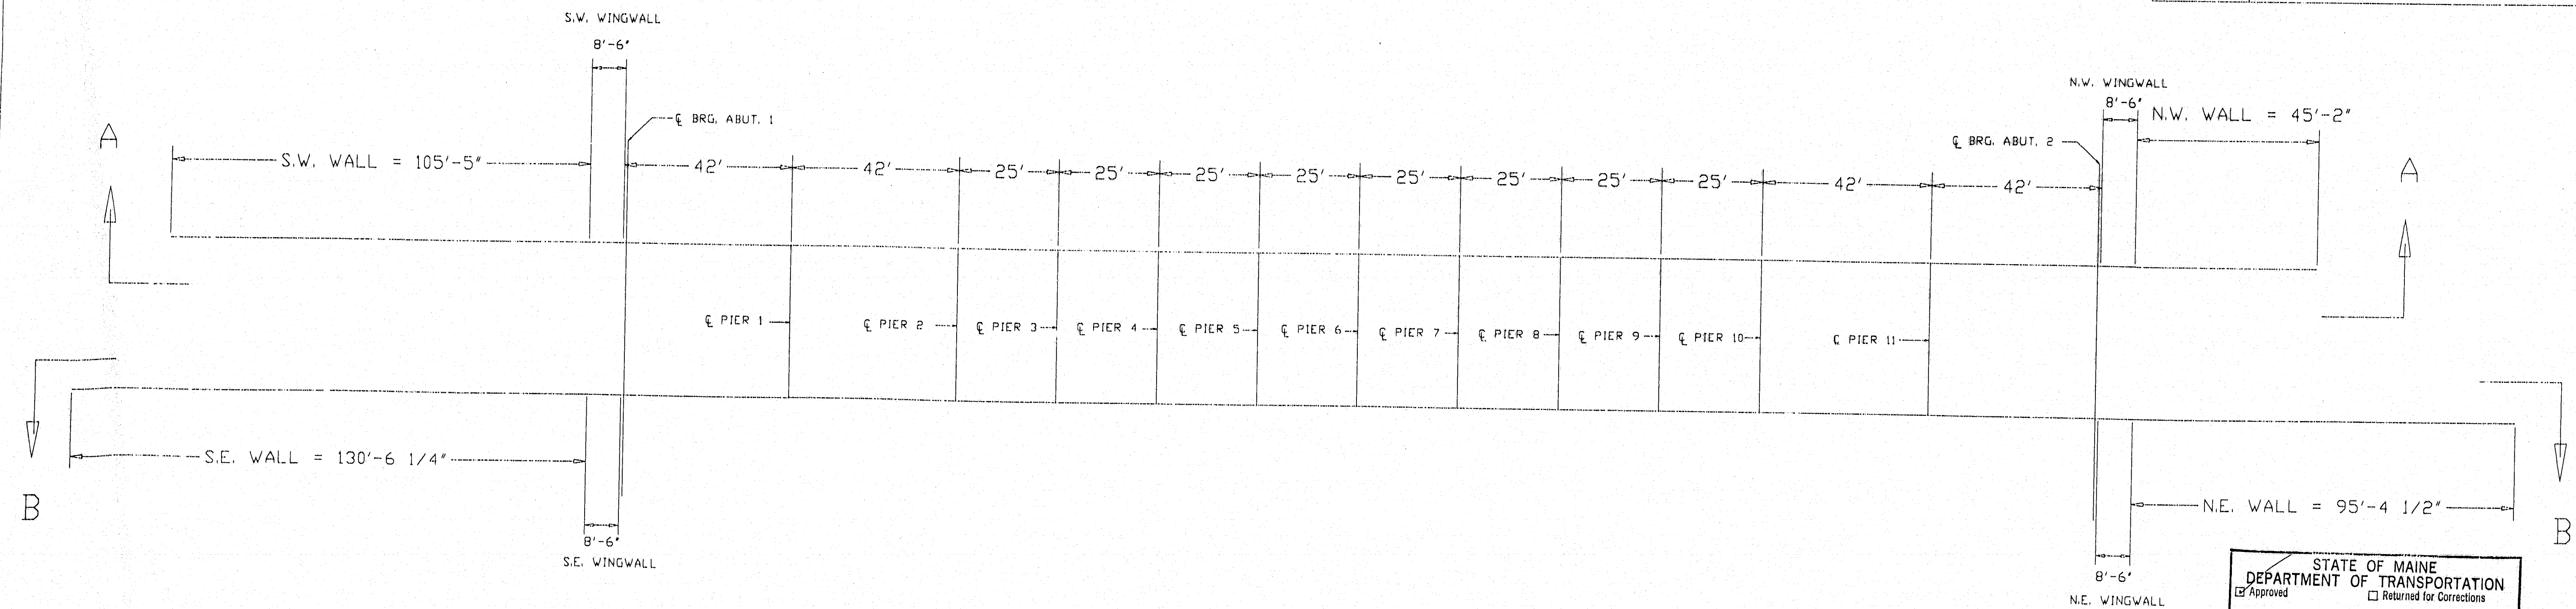 S.W. WINGWALL
8'-6"
N.W. WINGWALL
8'-6"
N.W. WALL = 45'-2"
℄ BRG. ABUT. 1
℄ BRG. ABUT. 2
A
S.W. WALL = 105'-5"
42'
42'
25'
25'
25'
25'
25'
25'
25'
25'
42'
42'
A
℄ PIER 1
℄ PIER 2
℄ PIER 3
℄ PIER 4
℄ PIER 5
℄ PIER 6
℄ PIER 7
℄ PIER 8
℄ PIER 9
℄ PIER 10
℄ PIER 11
S.E. WALL = 130'-6 1/4"
B
N.E. WALL = 95'-4 1/2"
B
8'-6"
S.E. WINGWALL
8'-6"
N.E. WINGWALL
STATE OF MAINE
DEPARTMENT OF TRANSPORTATION
Approved
Returned for Corrections